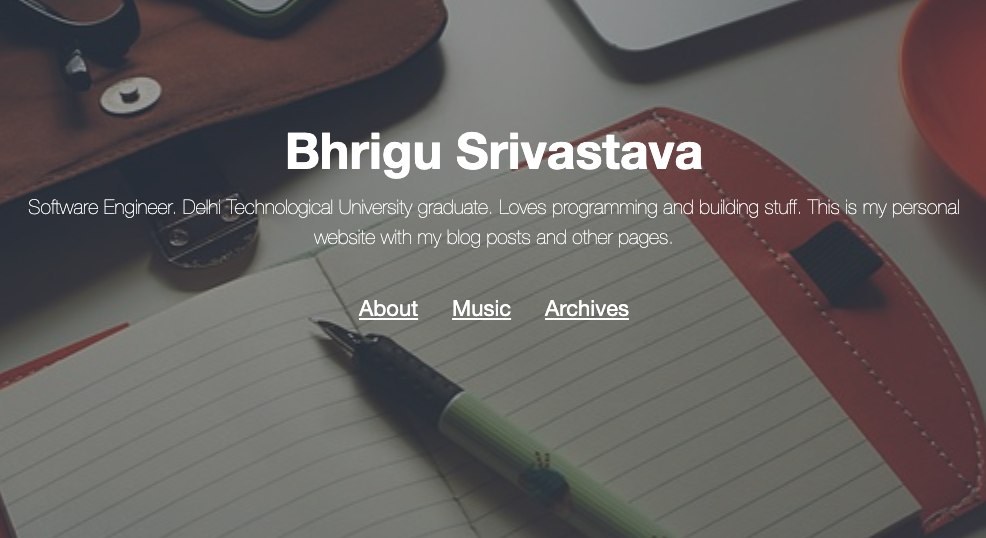 Bhrigu Srivastava
Software Engineer. Delhi Technological University graduate. Loves programming and building stuff. This is my personal
website with my blog posts and other pages.
About Music Archives